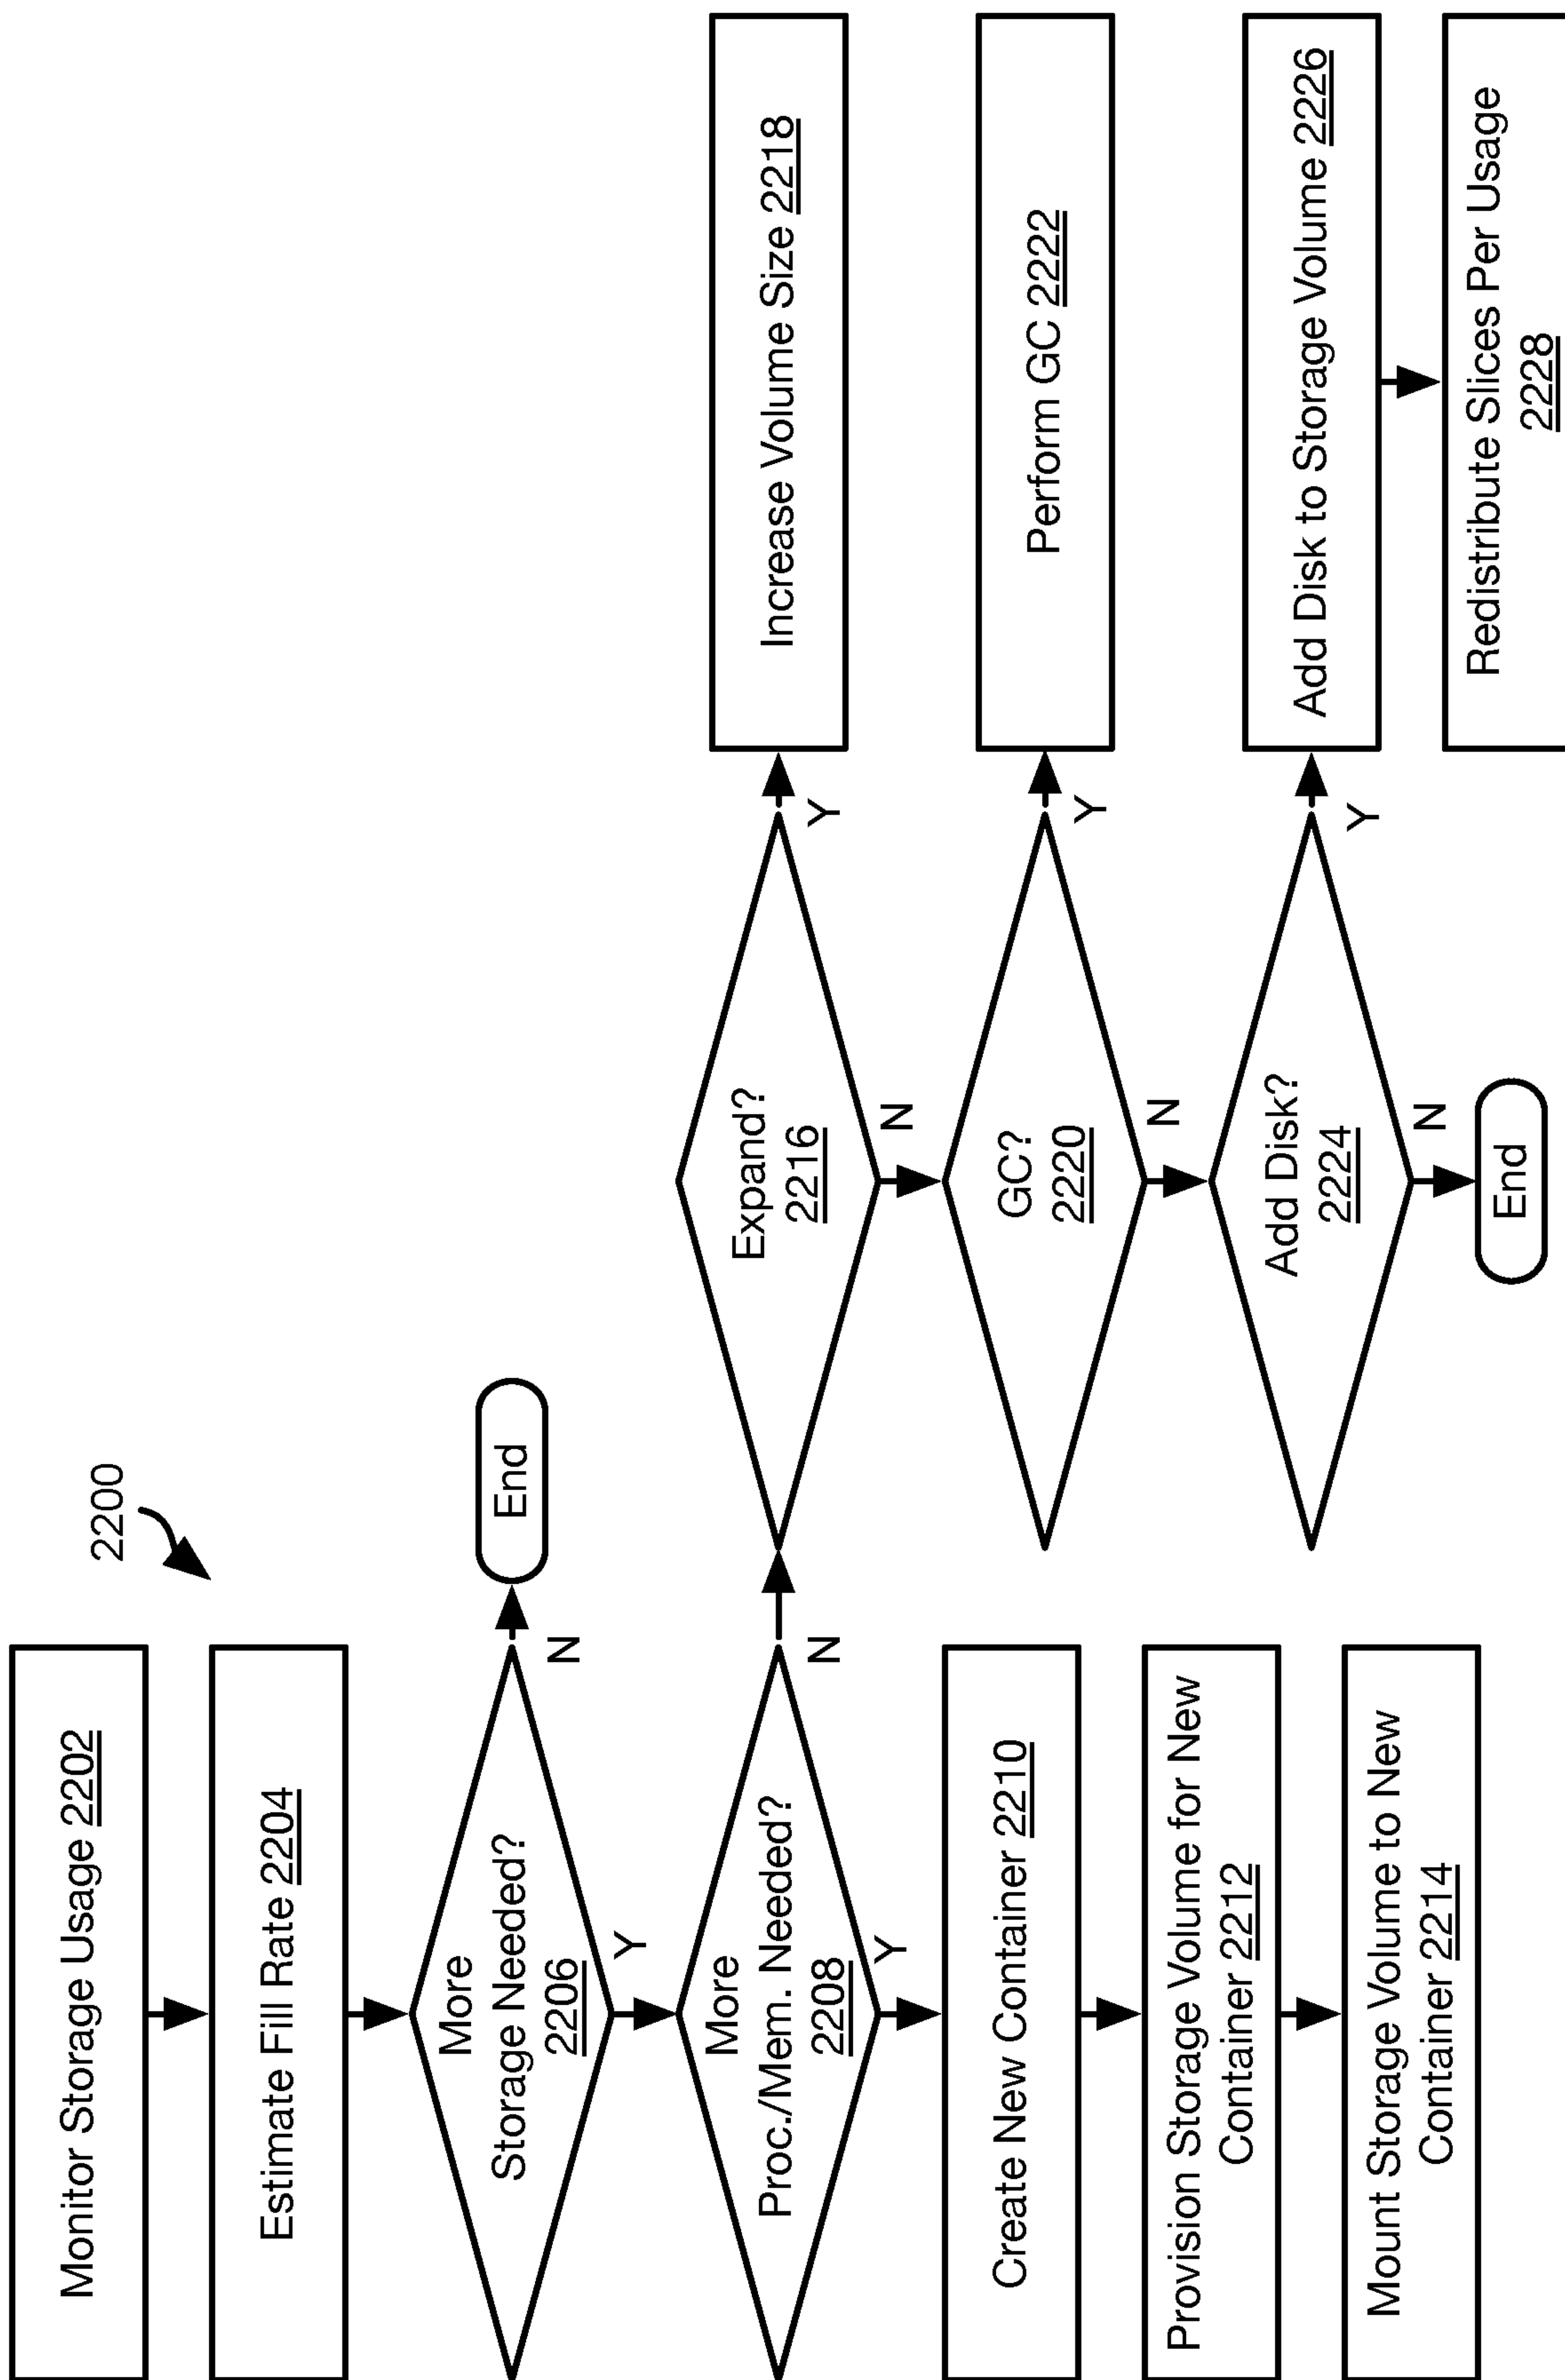 2200
Monitor Storage Usage 2202
Estimate Fill Rate 2204
More
Storage Needed?
2206
N
End
Y
More
Proc./Mem. Needed?
2208
N
Y
Create New Container 2210
Provision Storage Volume for New
Container 2212
Mount Storage Volume to New
Container 2214
Expand?
2216
Y
Increase Volume Size 2218
N
GC?
2220
Y
Perform GC 2222
N
Add Disk?
2224
Y
Add Disk to Storage Volume 2226
Redistribute Slices Per Usage
2228
N
End